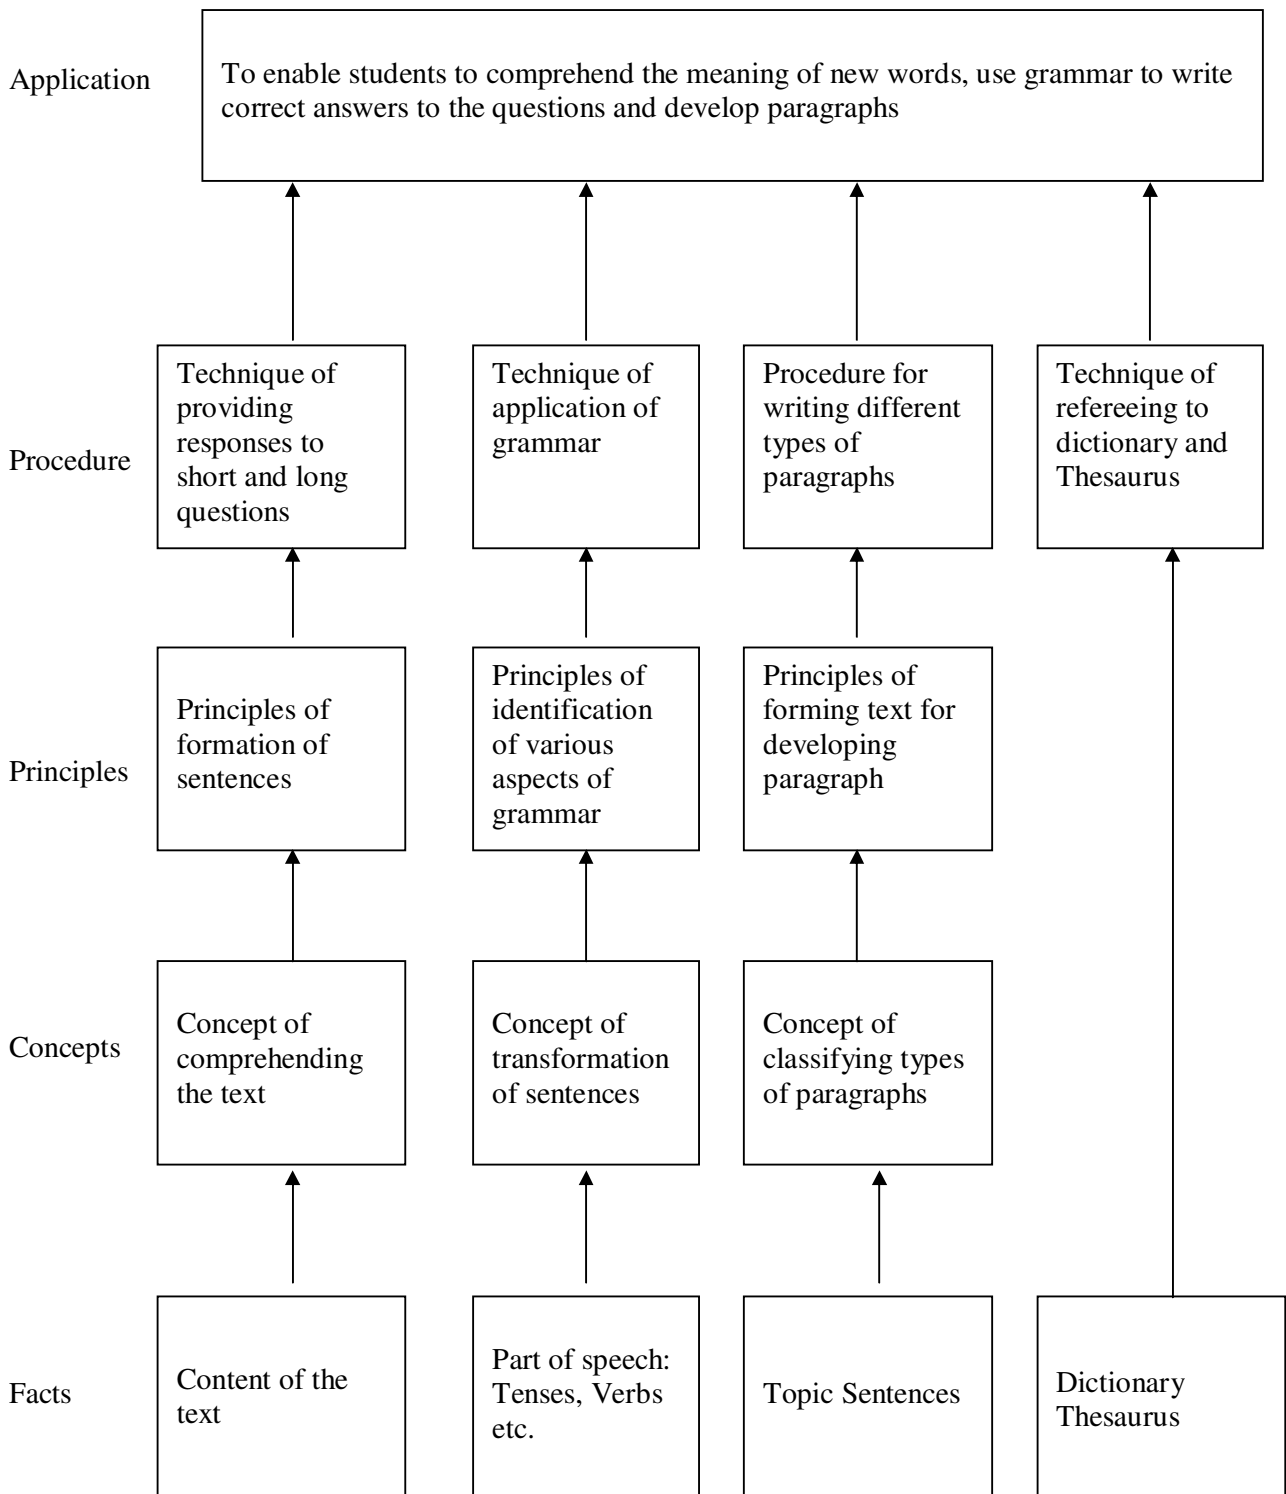 Application
To enable students to comprehend the meaning of new words, use grammar to write
correct answers to the questions and develop paragraphs
Procedure
Technique of
providing
responses to
short and long
questions
Technique of
application of
grammar
Procedure for
writing different
types of
paragraphs
Technique of
refereeing to
dictionary and
Thesaurus
Principles
Principles of
formation of
sentences
Principles of
identification
of various
aspects of
grammar
Principles of
forming text for
developing
paragraph
Concepts
Concept of
comprehending
the text
Concept of
transformation
of sentences
Concept of
classifying types
of paragraphs
Facts
Content of the
text
Part of speech:
Tenses, Verbs
etc.
Topic Sentences
Dictionary
Thesaurus